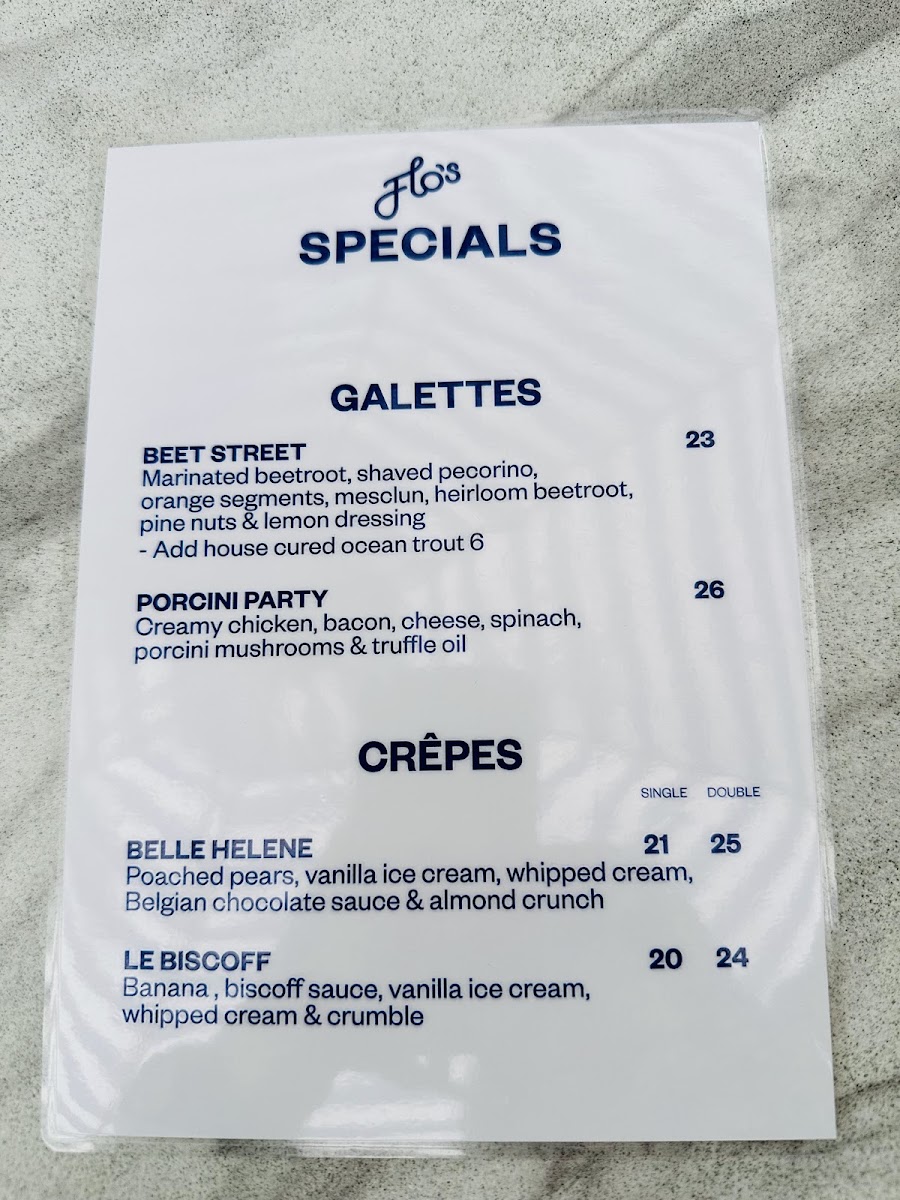 Flo's
SPECIALS
GALETTES
BEET STREET 23
Marinated beetroot, shaved pecorino,
orange segments, mesclun, heirloom beetroot,
pine nuts & lemon dressing
- Add house cured ocean trout 6
PORCINI PARTY 26
Creamy chicken, bacon, cheese, spinach,
porcini mushrooms & truffle oil
CRÊPES
SINGLE DOUBLE
BELLE HELENE 21 25
Poached pears, vanilla ice cream, whipped cream,
Belgian chocolate sauce & almond crunch
LE BISCOFF 20 24
Banana , biscoff sauce, vanilla ice cream,
whipped cream & crumble